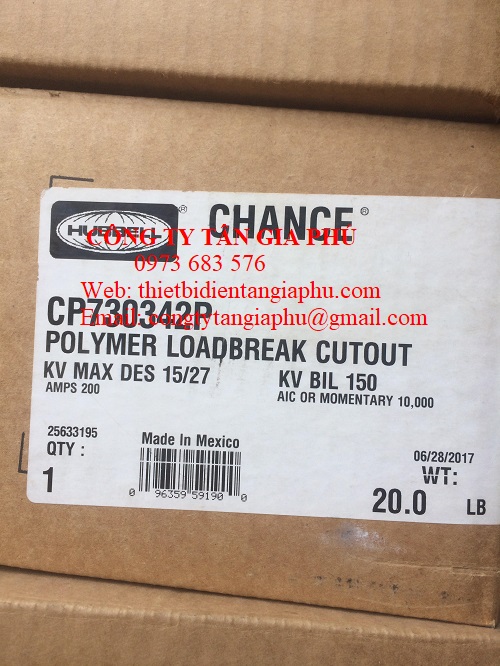 HUBBELL ® CHANCE ®
CÔNG TY TÂN GIA PHU
0973 683 576
Web: thietbidientangiaphu.com
CP730342P
Email: congtytangiaphu@gmail.com
POLYMER LOADBREAK CUTOUT
KV MAX DES 15/27 KV BIL 150
AMPS 200 AIC OR MOMENTARY 10,000
25633195 Made In Mexico 06/28/2017
QTY : WT:
1 20.0 LB
0 96359 59190 0